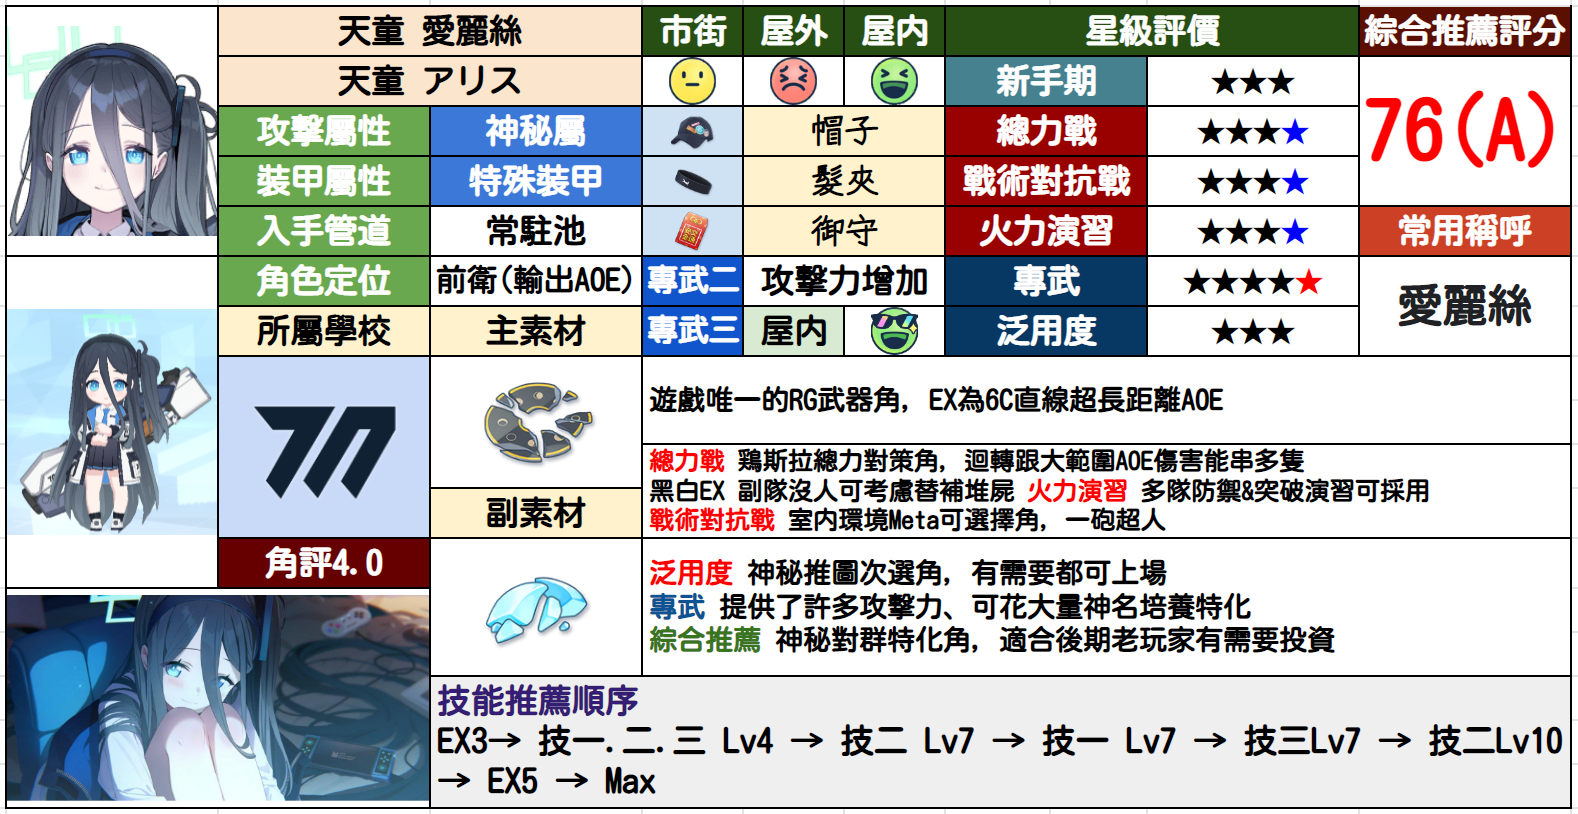 天童 愛麗絲
市街
屋外
屋內
星級評價
綜合推薦評分
天童 アリス
新手期
★★★
76(A)
攻擊屬性
神秘屬
帽子
總力戰
★★★★
裝甲屬性
特殊裝甲
髮夾
戰術對抗戰
★★★★
入手管道
常駐池
御守
火力演習
★★★★
常用稱呼
角色定位
前衛(輸出AOE)
專武二
攻擊力增加
專武
★★★★★
愛麗絲
所屬學校
主素材
專武三
屋內
泛用度
★★★
遊戲唯一的RG武器角, EX為6C直線超長距離AOE
總力戰 鶏斯拉總力對策角, 迴轉跟大範圍AOE傷害能串多隻
黑白EX 副隊沒人可考慮替補堆屍 火力演習 多隊防禦&突破演習可採用
戰術對抗戰 室內環境Meta可選擇角, 一砲超人
副素材
角評4.0
泛用度 神秘推圖次選角, 有需要都可上場
專武 提供了許多攻擊力、可花大量神名培養特化
綜合推薦 神秘對群特化角, 適合後期老玩家有需要投資
技能推薦順序
EX3→ 技一.二.三 Lv4 → 技二 Lv7 → 技一 Lv7 → 技三Lv7 → 技二Lv10
→ EX5 → Max